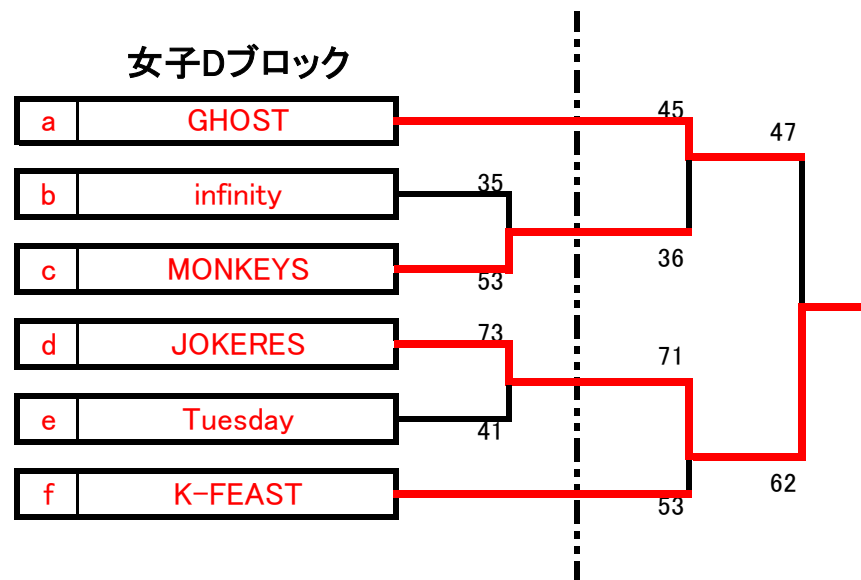 女子Dブロック
a GHOST
45
47
b infinity
35
36
c MONKEYS
53
d JOKERES
73
71
e Tuesday
41
f K-FEAST
53
62